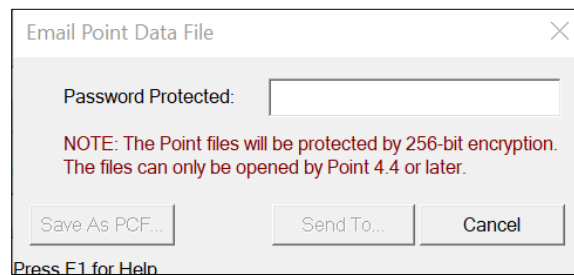 Email Point Data File
Password Protected:
NOTE: The Point files will be protected by 256-bit encryption.
The files can only be opened by Point 4.4 or later.
Save As PCF... Send To... Cancel
Press F1 for Help